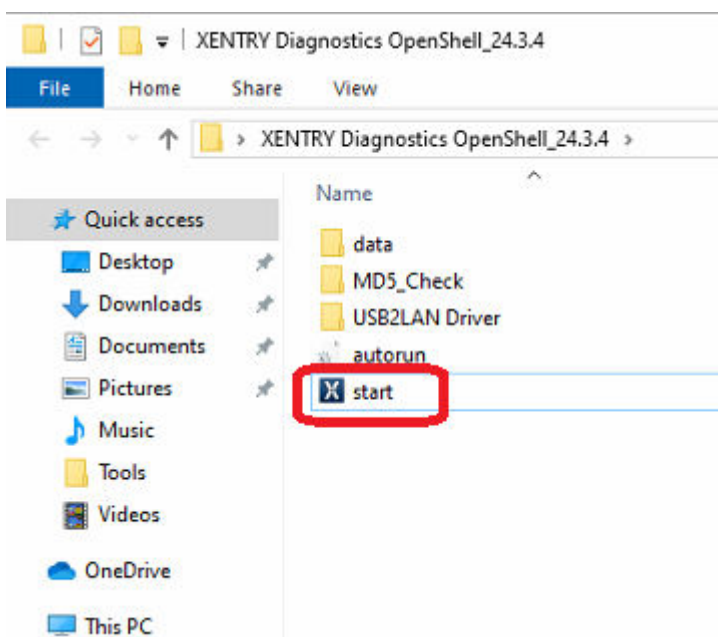 XENTRY Diagnostics OpenShell_24.3.4
File Home Share View
XENTRY Diagnostics OpenShell_24.3.4
Name
Quick access
Desktop
Downloads
Documents
Pictures
Music
Tools
Videos
OneDrive
This PC
data
MD5_Check
USB2LAN Driver
autorun
X start